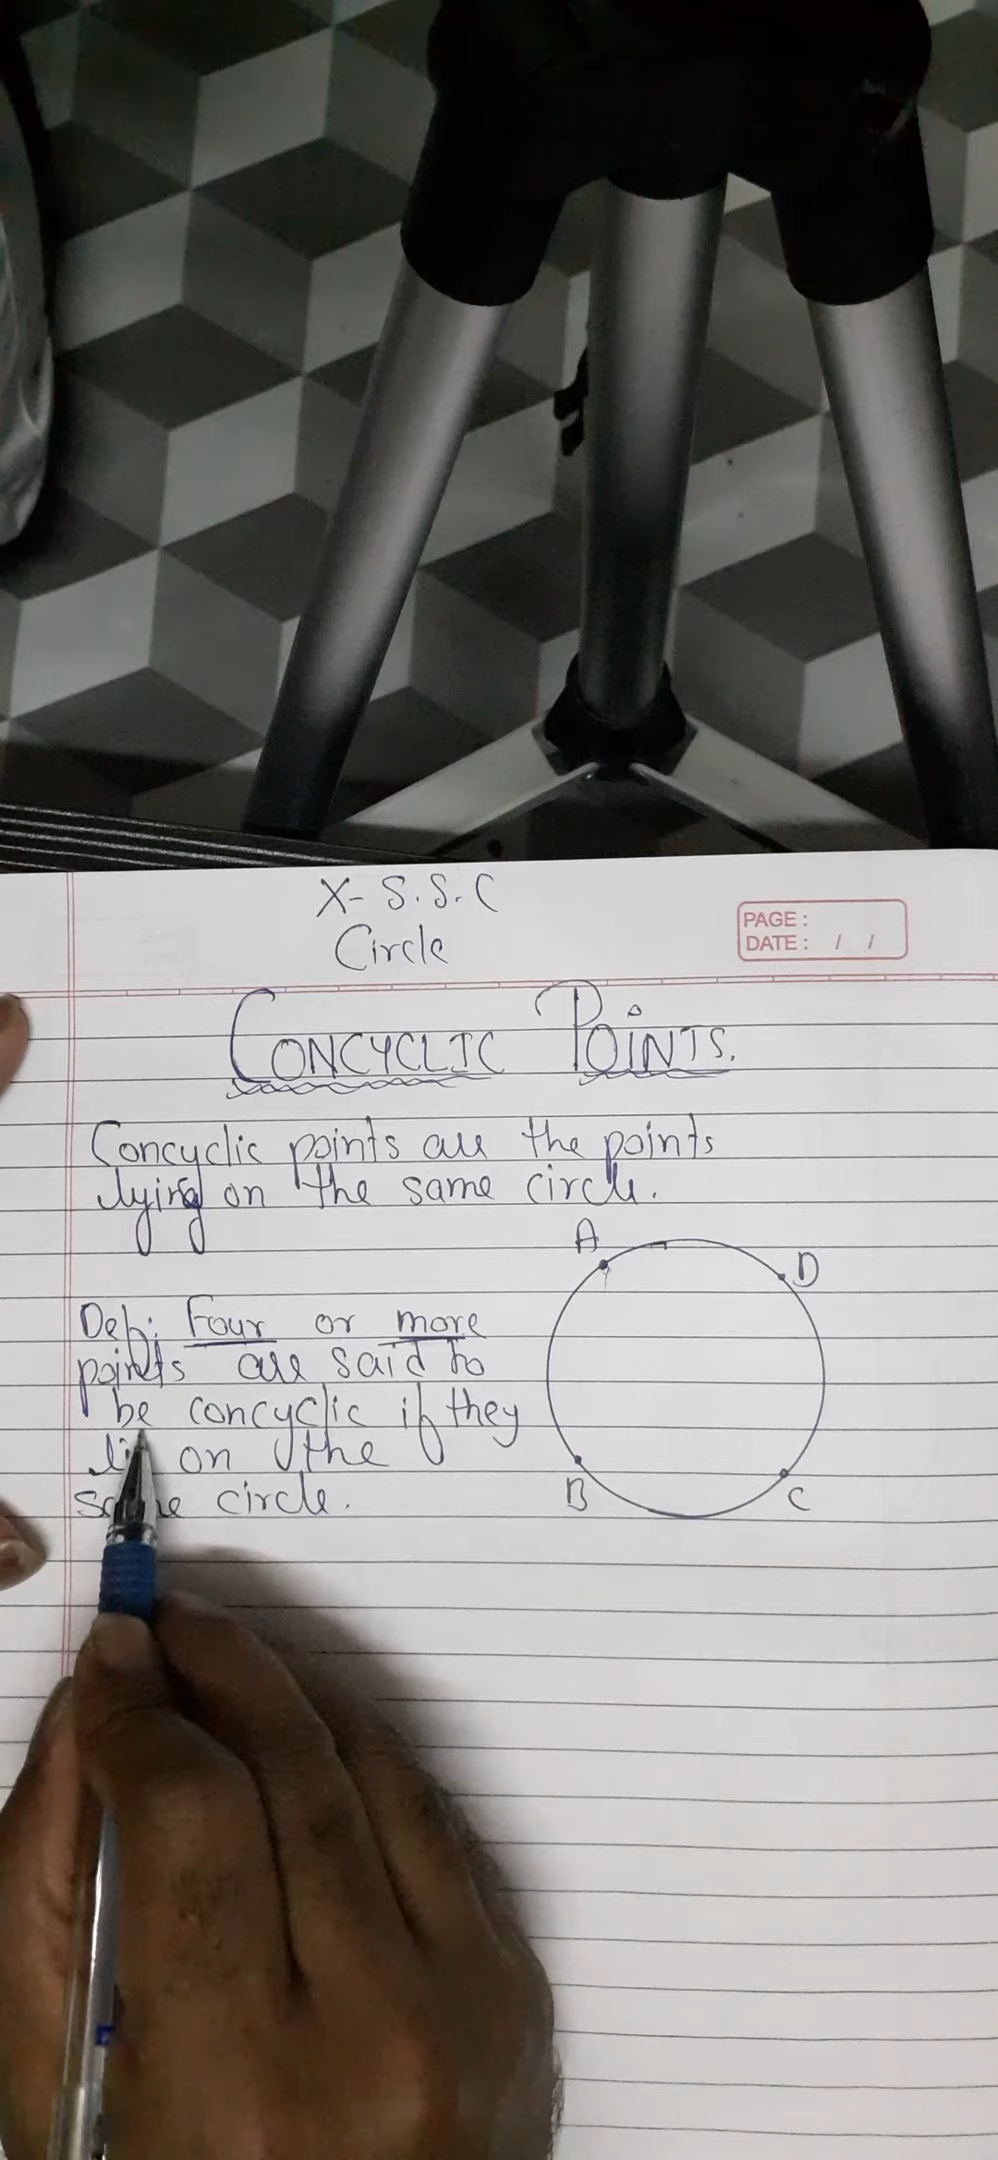 X- S.S.C
Circle
PAGE :
DATE : / /
CONCYCLIC POINTS.
Concyclic points are the points
lying on the same circle.
A
D
Def: Four or more
points are said to
be concyclic if they
on the
circle.
B
C